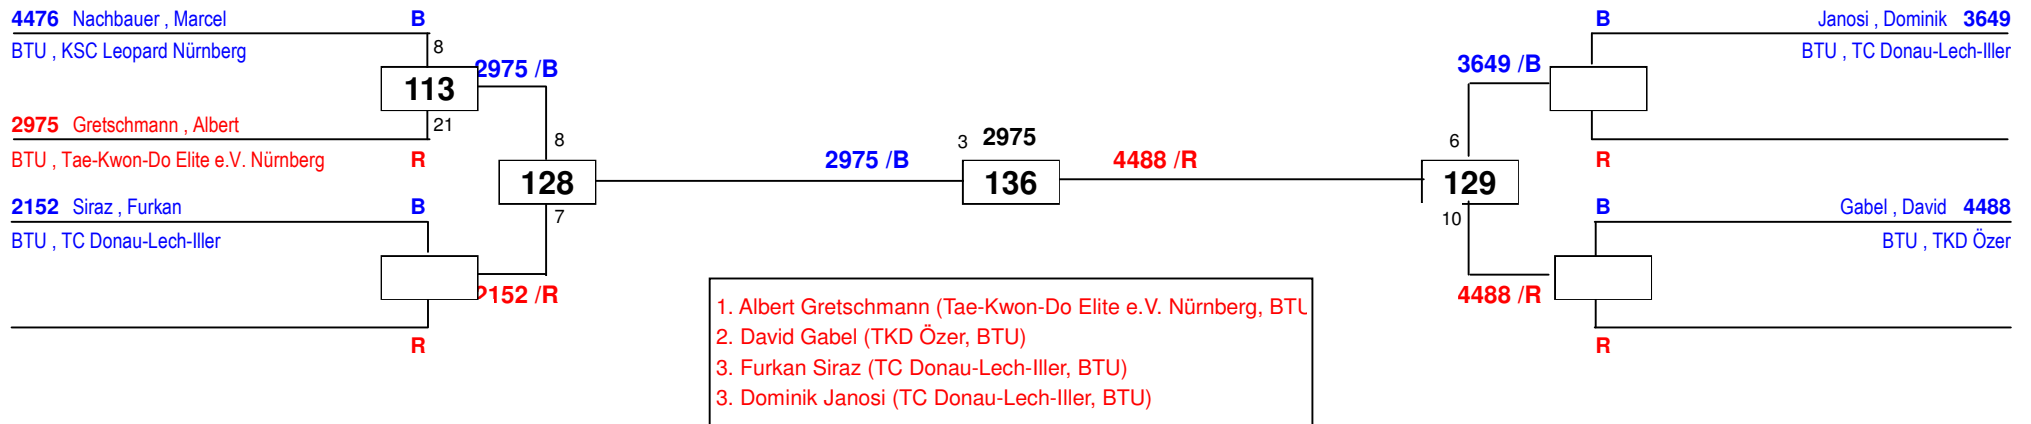 4476 Nachbauer , Marcel B
BTU , KSC Leopard Nürnberg
8
113
2975 /B
21
2975 Gretschmann , Albert
BTU , Tae-Kwon-Do Elite e.V. Nürnberg R
8
128
7
2152 Siraz , Furkan B
BTU , TC Donau-Lech-Iller
2152 /R
R
2975 /B
3 2975
136
4488 /R
B Janosi , Dominik 3649
BTU , TC Donau-Lech-Iller
3649 /B
R
6
129
10
B Gabel , David 4488
BTU , TKD Özer
4488 /R
R
1. Albert Gretschmann (Tae-Kwon-Do Elite e.V. Nürnberg, BTU
2. David Gabel (TKD Özer, BTU)
3. Furkan Siraz (TC Donau-Lech-Iller, BTU)
3. Dominik Janosi (TC Donau-Lech-Iller, BTU)